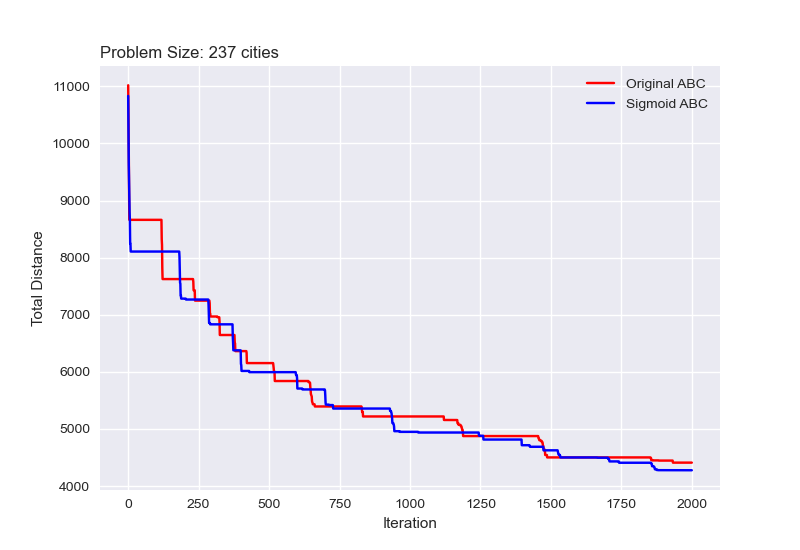 Problem Size: 237 cities
Original ABC
Sigmoid ABC
Total Distance
11000
10000
9000
8000
7000
6000
5000
4000
0 250 500 750 1000 1250 1500 1750 2000
Iteration